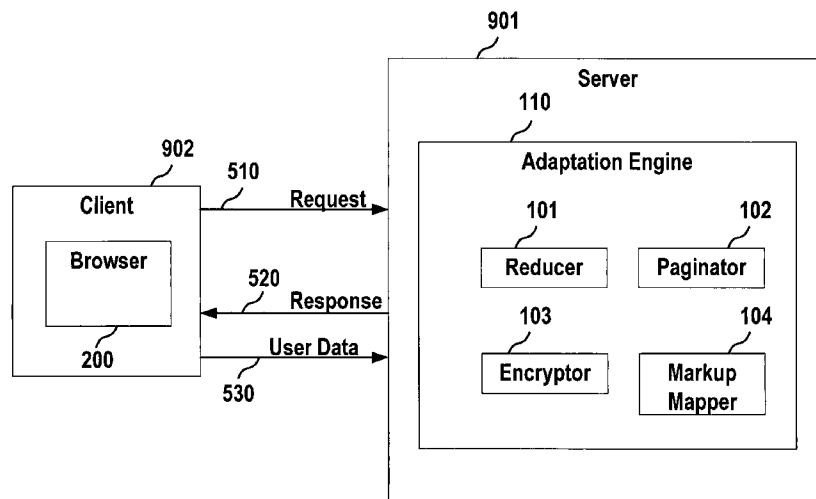 901
Server
110
Adaptation Engine
902
Client
510
Request
101
Reducer
102
Paginator
Browser
200
520
Response
103
Encryptor
104
Markup
Mapper
User Data
530